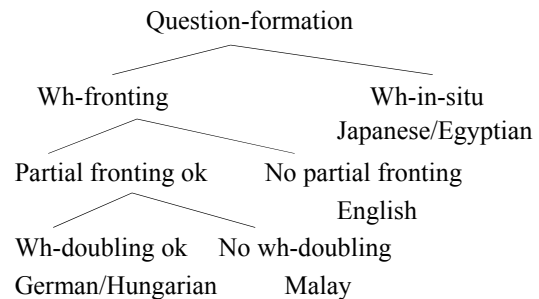 Question-formation
Wh-fronting Wh-in-situ
Japanese/Egyptian
Partial fronting ok No partial fronting
English
Wh-doubling ok No wh-doubling
German/Hungarian Malay